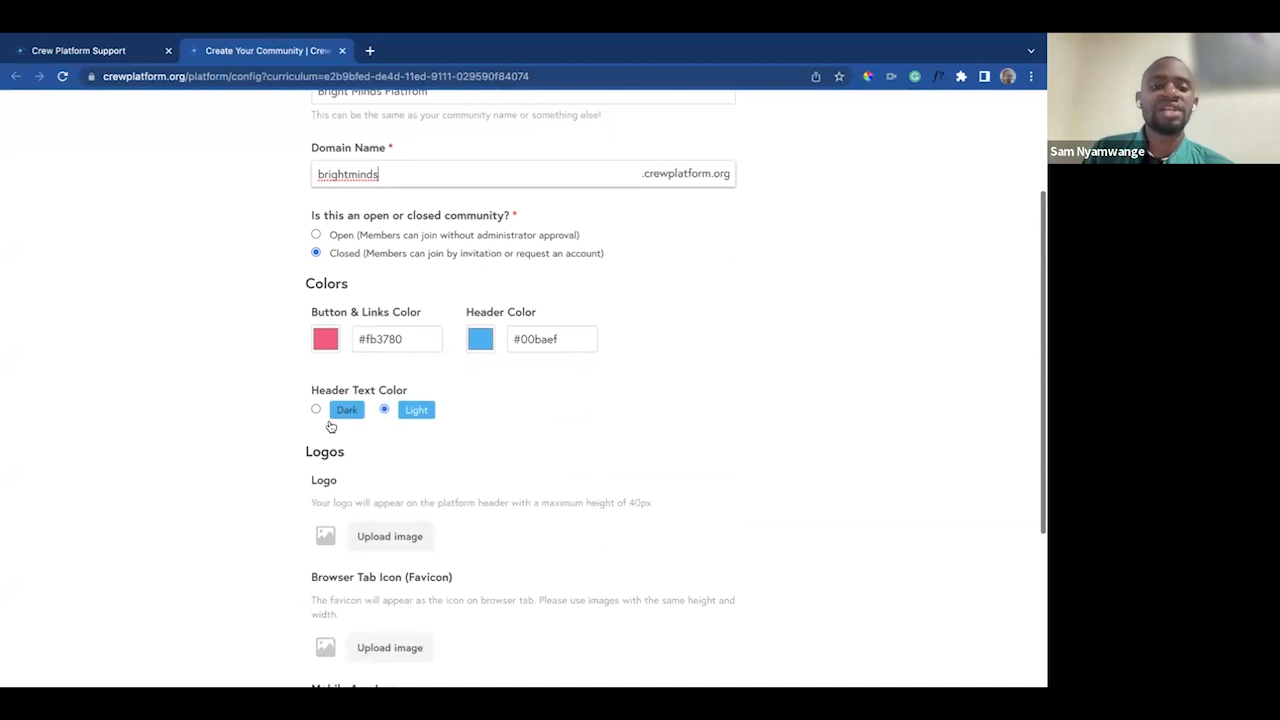 Crew Platform Support
Create Your Community | Crew
crewplatform.org/platform/config?curriculum=e2b9bfed-de4d-11ed-9111-029590f84074
Sam Nyamwange
Bright Minds Platfrom
This can be the same as your community name or something else!
Domain Name *
brightminds .crewplatform.org
Is this an open or closed community? *
Open (Members can join without administrator approval)
Closed (Members can join by invitation or request an account)
Colors
Button & Links Color Header Color
#fb3780 #00baef
Header Text Color
Dark Light
Logos
Logo
Your logo will appear on the platform header with a maximum height of 40px.
Upload image
Browser Tab Icon (Favicon)
The favicon will appear as the icon on browser tab. Please use images with the same height and
width.
Upload image